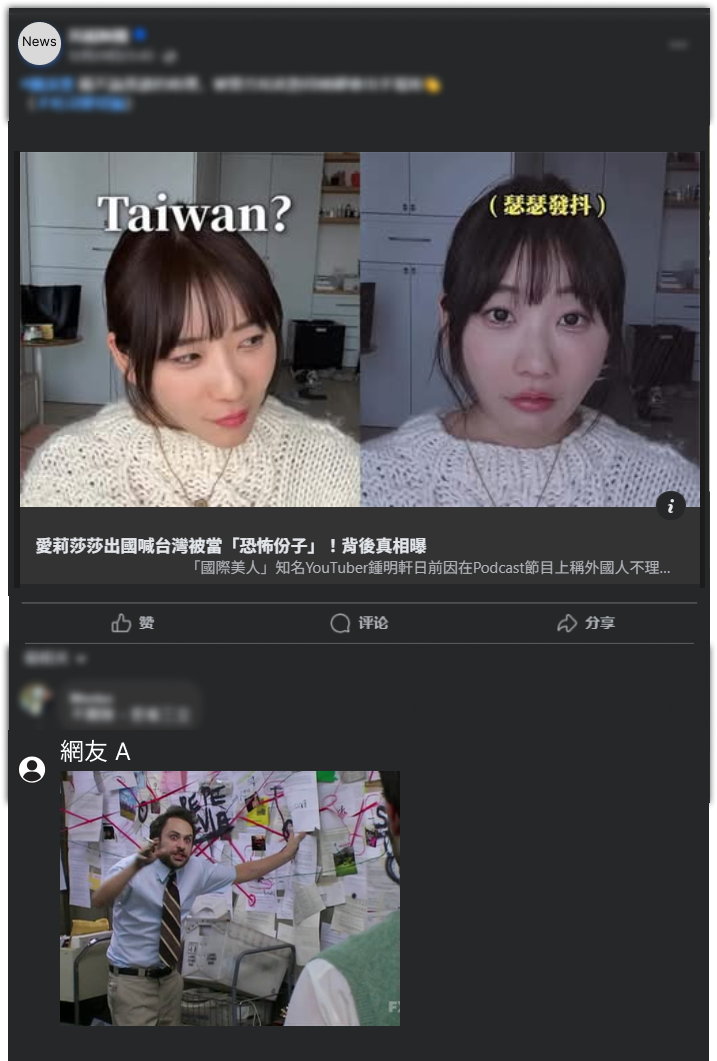 News
Taiwan?
(瑟瑟發抖)
愛莉莎莎出國喊台灣被當「恐怖份子」！背後真相曝
「國際美人」知名YouTuber鍾明軒日前因在Podcast節目上稱外國人不理...
赞
评论
分享
網友 A
PEPE
SILVIA
FX